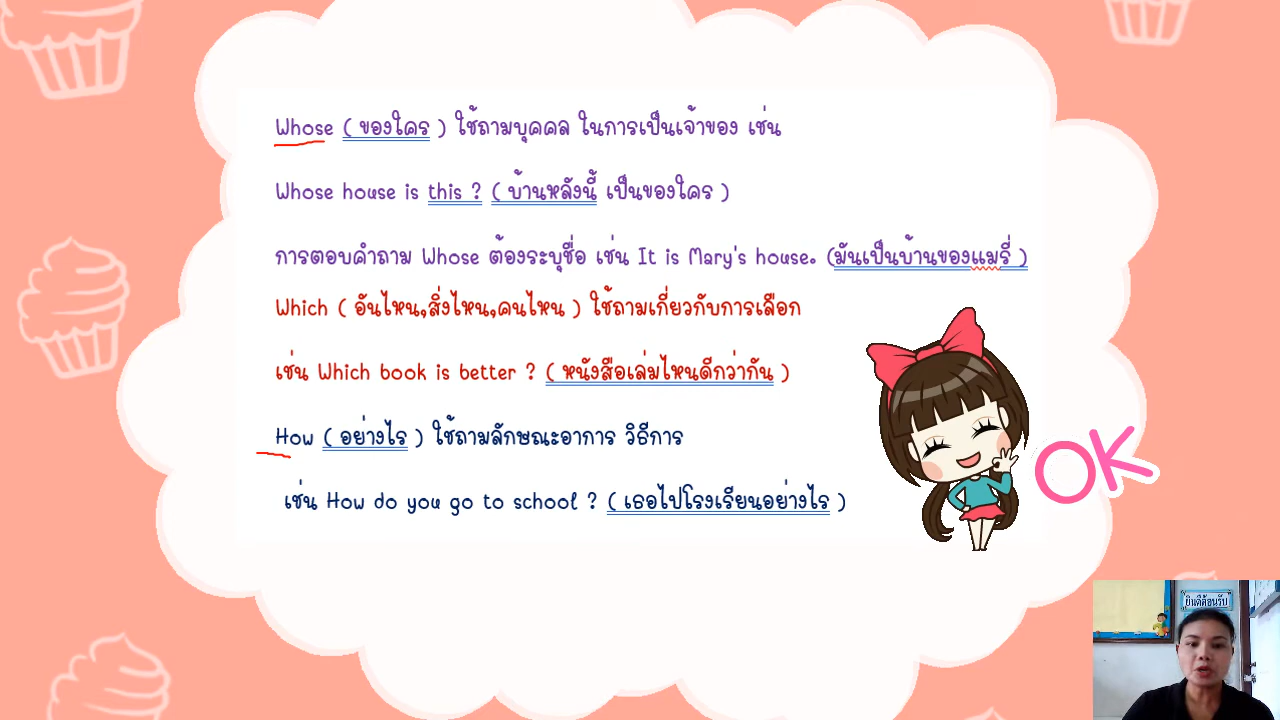 Whose ( ของใคร ) ใช้ถามบุคคล ในการเป็นเจ้าของ เช่น
Whose house is this ? ( บ้านหลังนี้ เป็นของใคร )
การตอบคำถาม Whose ต้องระบุชื่อ เช่น It is Mary's house. (มันเป็นบ้านของแมรี่ )
Which ( อันไหน,สิ่งไหน,คนไหน ) ใช้ถามเกี่ยวกับการเลือก
เช่น Which book is better ? ( หนังสือเล่มไหนดีกว่ากัน )
How ( อย่างไร ) ใช้ถามลักษณะอาการ วิธีการ
เช่น How do you go to school ? ( เธอไปโรงเรียนอย่างไร )
OK
ยินดีต้อนรับ